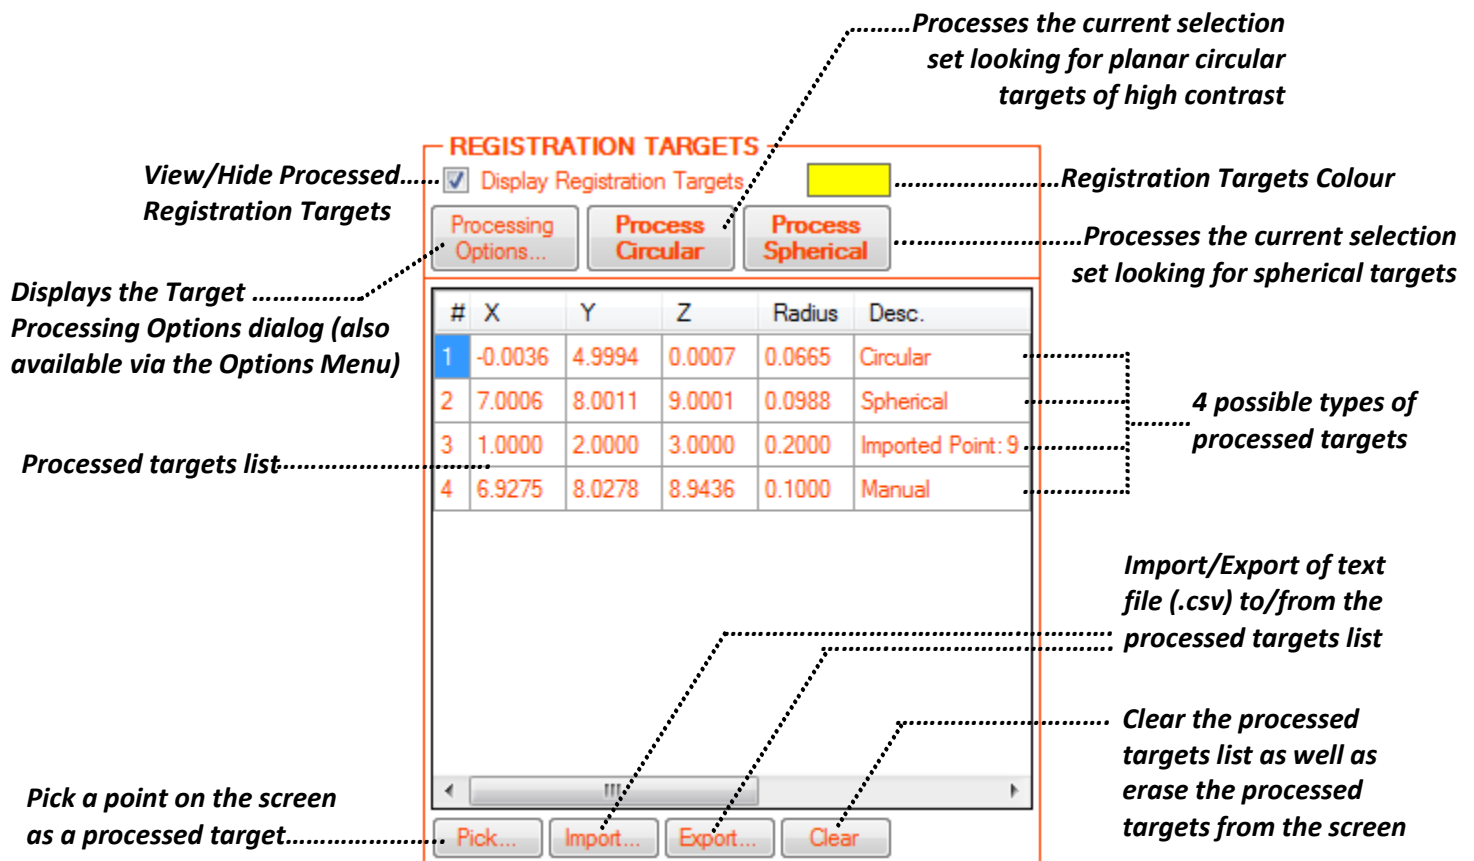 Processes the current selection
set looking for planar circular
targets of high contrast
REGISTRATION TARGETS
View/Hide Processed
Registration Targets
Display Registration Targets
Registration Targets Colour
Processing
Options...
Process
Circular
Process
Spherical
Processes the current selection
set looking for spherical targets
Displays the Target
Processing Options dialog (also
available via the Options Menu)
# X Y Z Radius Desc.
1 -0.0036 4.9994 0.0007 0.0665 Circular
2 7.0006 8.0011 9.0001 0.0988 Spherical
3 1.0000 2.0000 3.0000 0.2000 Imported Point: 9
4 6.9275 8.0278 8.9436 0.1000 Manual
4 possible types of
processed targets
Processed targets list
Import/Export of text
file (.csv) to/from the
processed targets list
Clear the processed
targets list as well as
erase the processed
targets from the screen
Pick a point on the screen
as a processed target
Pick... Import... Export... Clear